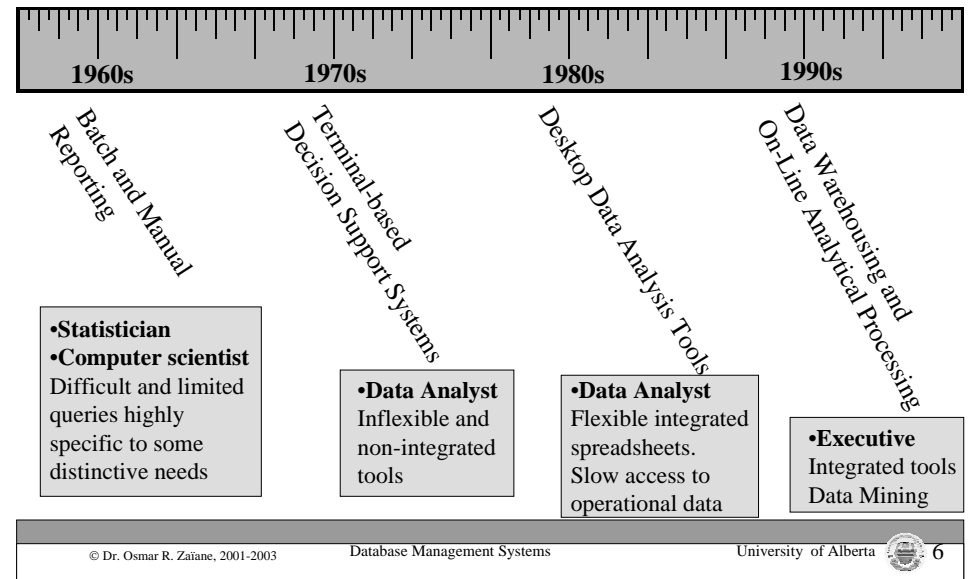 1960s
1970s
1980s
1990s
Batch and Manual
Reporting
Terminal-based
Decision Support Systems
Desktop Data Analysis Tools
Data Warehousing and
On-Line Analytical Processing
•Statistician
•Computer scientist
Difficult and limited
queries highly
specific to some
distinctive needs
•Data Analyst
Inflexible and
non-integrated
tools
•Data Analyst
Flexible integrated
spreadsheets.
Slow access to
operational data
•Executive
Integrated tools
Data Mining
© Dr. Osmar R. Zaïane, 2001-2003
Database Management Systems
University of Alberta
6